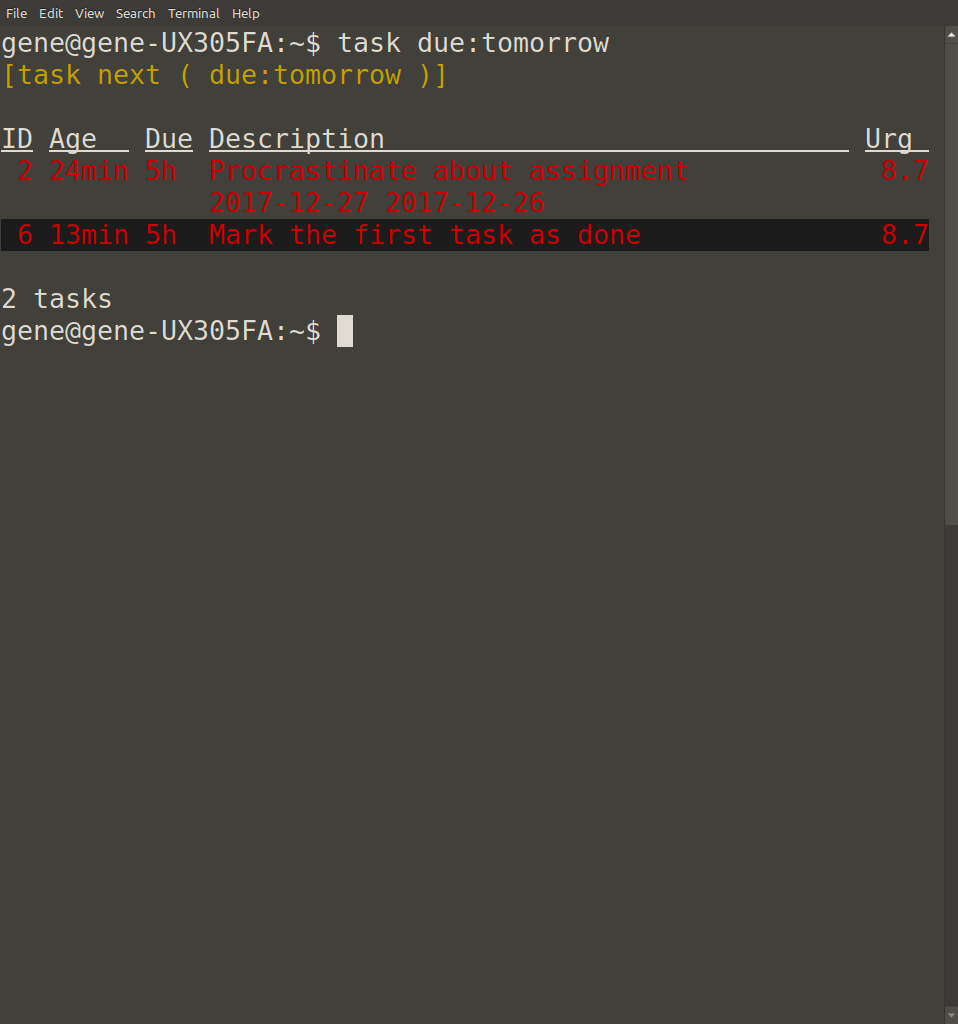 File Edit View Search Terminal Help
gene@gene-UX305FA:~$ task due:tomorrow
[task next ( due:tomorrow )]
ID Age Due Description Urg
2 24min 5h Procrastinate about assignment 8.7
2017-12-27 2017-12-26
6 13min 5h Mark the first task as done 8.7
2 tasks
gene@gene-UX305FA:~$